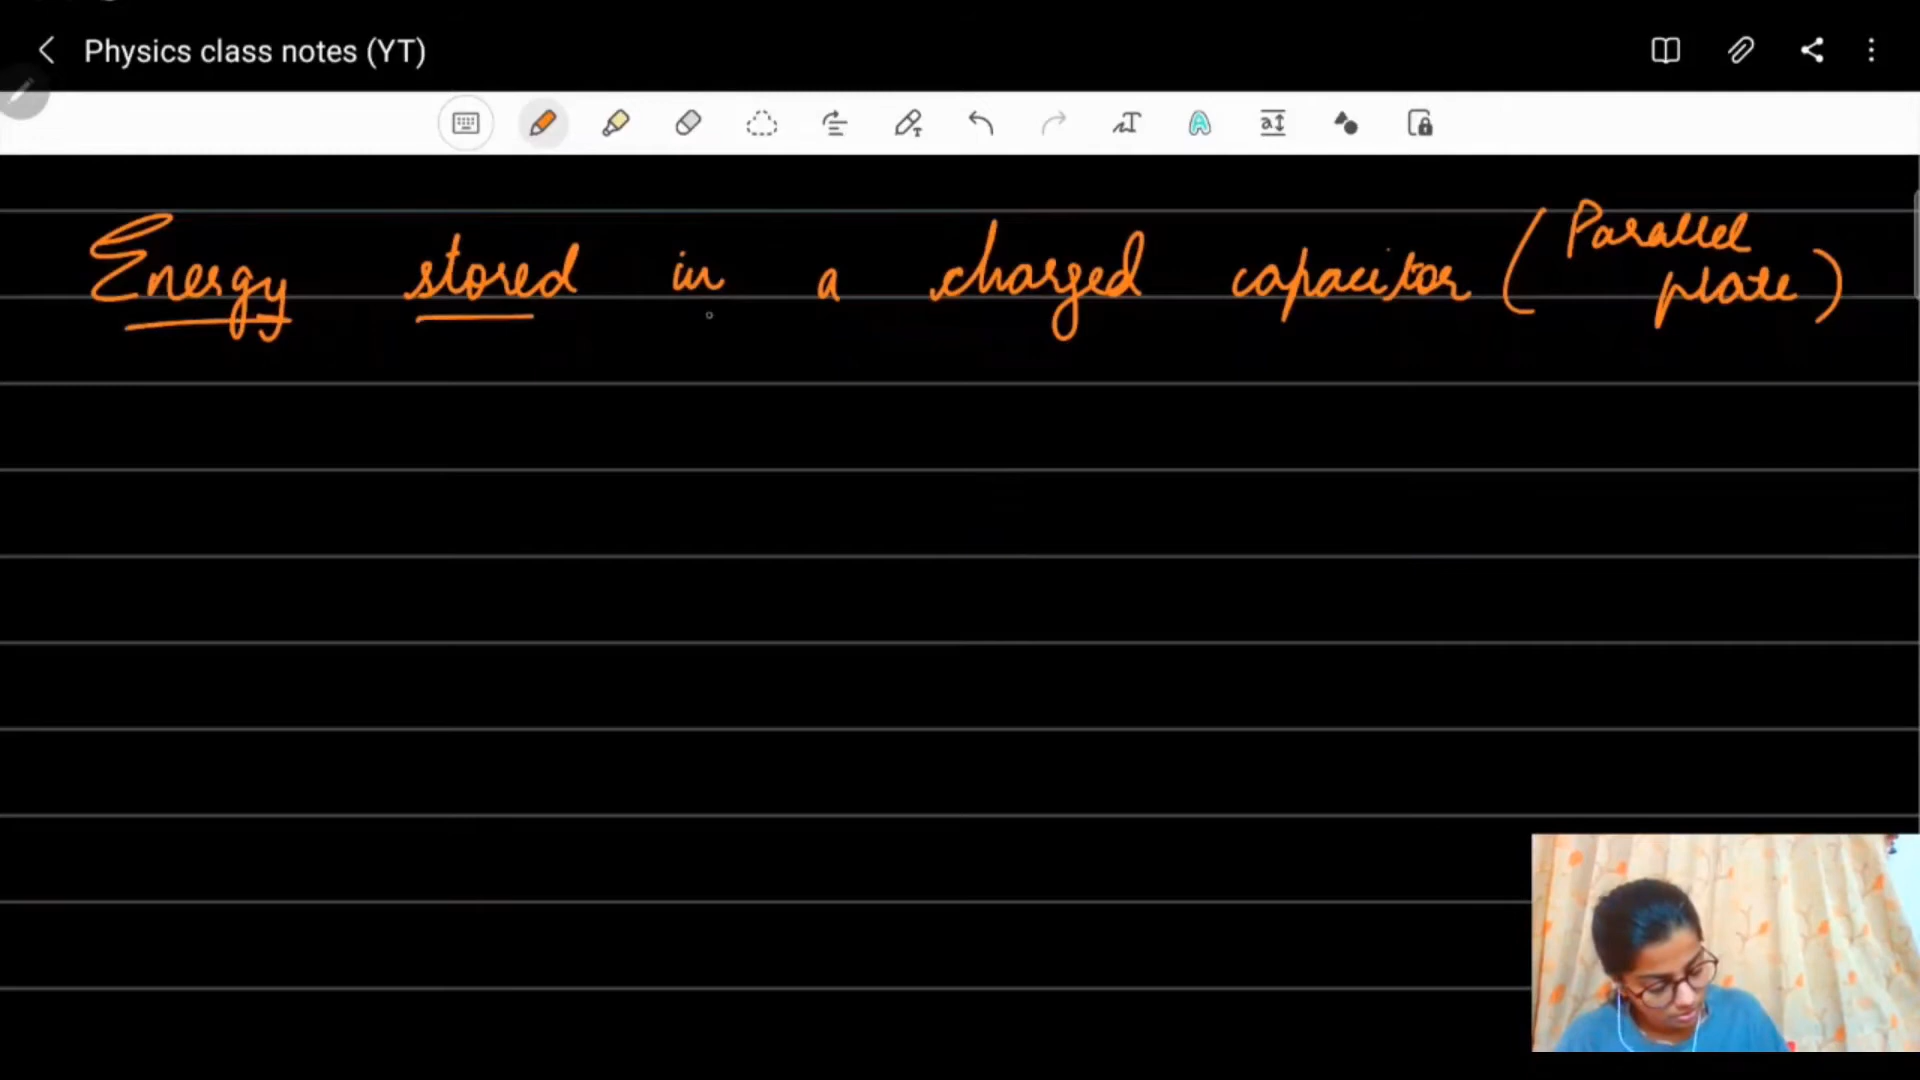 Physics class notes (YT)
Energy stored in a charged capacitor (Parallel
plate)